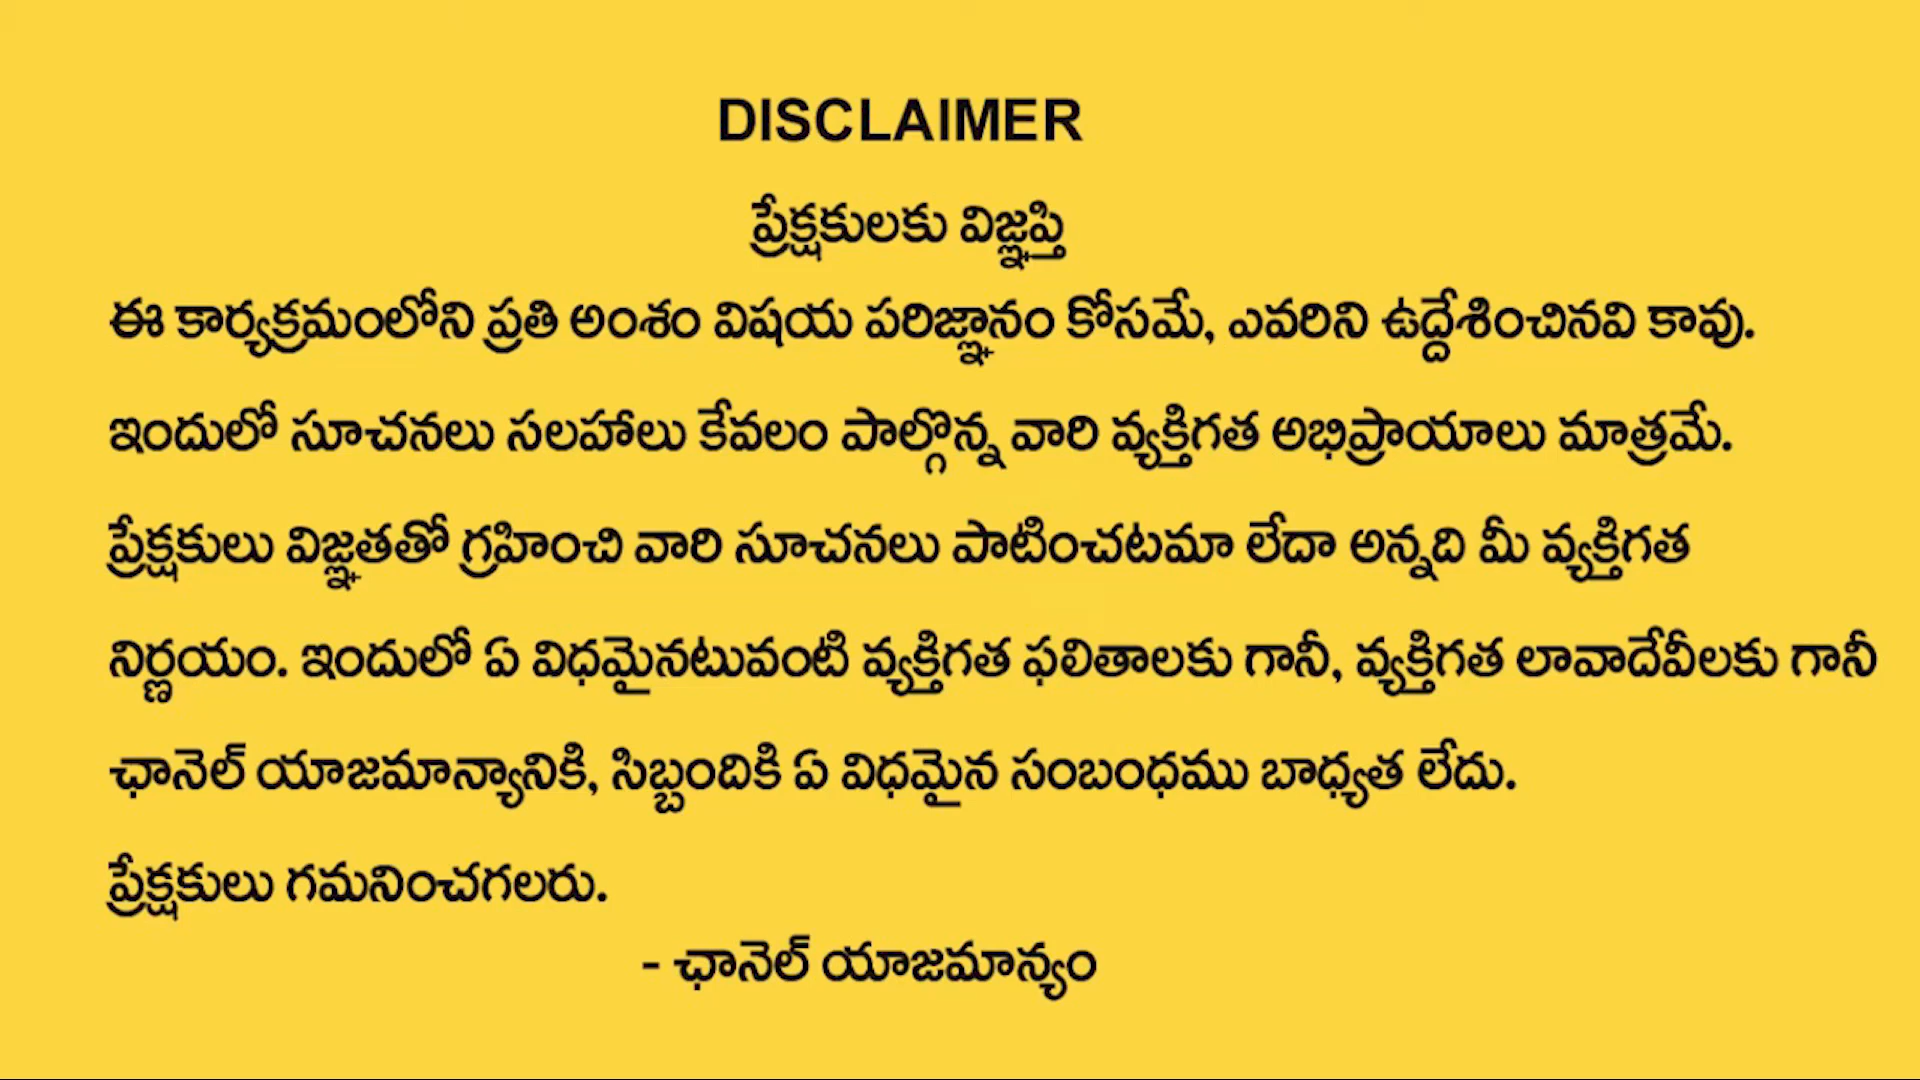 DISCLAIMER
ప్రేక్షకులకు విజ్ఞప్తి
ఈ కార్యక్రమంలోని ప్రతి అంశం విషయ పరిజ్ఞానం కోసమే, ఎవరిని ఉద్దేశించినవి కావు.
ఇందులో సూచనలు సలహాలు కేవలం పాల్గొన్న వారి వ్యక్తిగత అభిప్రాయాలు మాత్రమే.
ప్రేక్షకులు విజ్ఞతతో గ్రహించి వారి సూచనలు పాటించటమా లేదా అన్నది మీ వ్యక్తిగత
నిర్ణయం. ఇందులో ఏ విధమైనటువంటి వ్యక్తిగత ఫలితాలకు గానీ, వ్యక్తిగత లావాదేవీలకు గానీ
ఛానెల్ యాజమాన్యానికి, సిబ్బందికి ఏ విధమైన సంబంధము బాధ్యత లేదు.
ప్రేక్షకులు గమనించగలరు.
- ఛానెల్ యాజమాన్యం